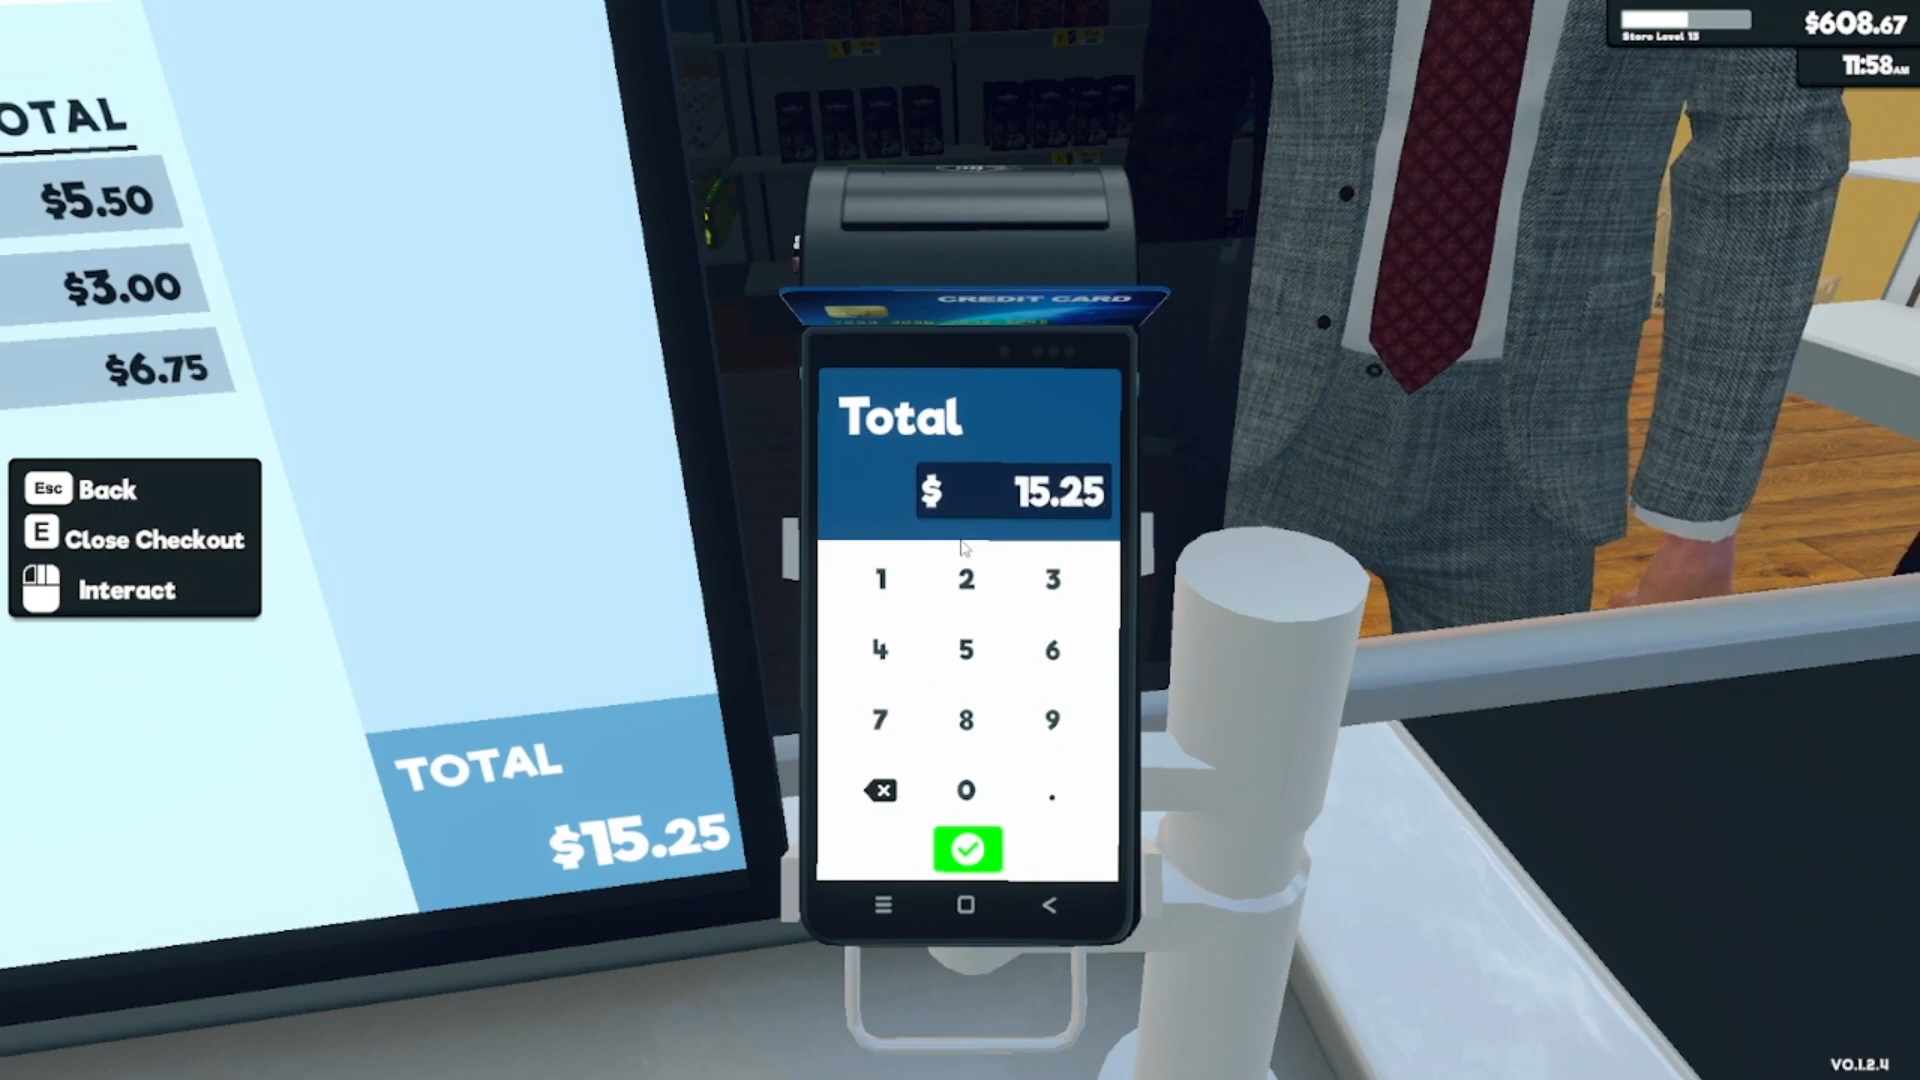 OTAL
$5.50
$3.00
$6.75
Esc Back
E Close Checkout
Interact
TOTAL
$15.25
CREDIT CARD
Total
$ 15.25
1 2 3
4 5 6
7 8 9
0 .
Store Level 13
$608.67
11:58AM
V0.1.2.4